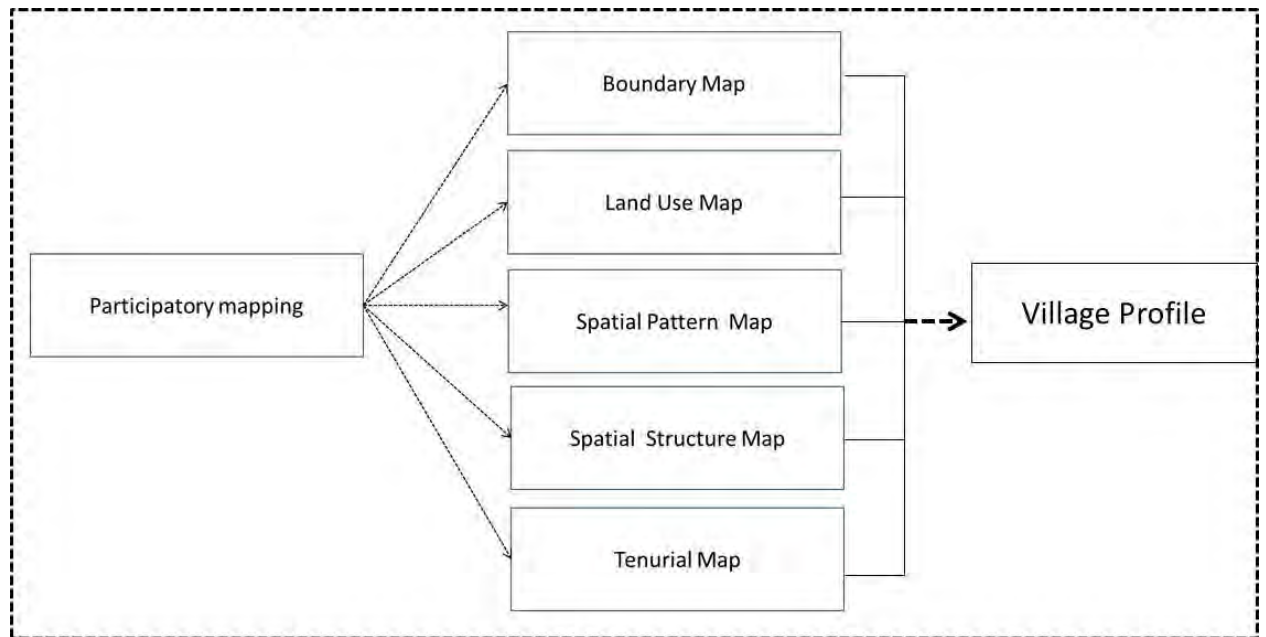 Participatory mapping
Boundary Map
Land Use Map
Spatial Pattern Map
Spatial Structure Map
Tenurial Map
Village Profile